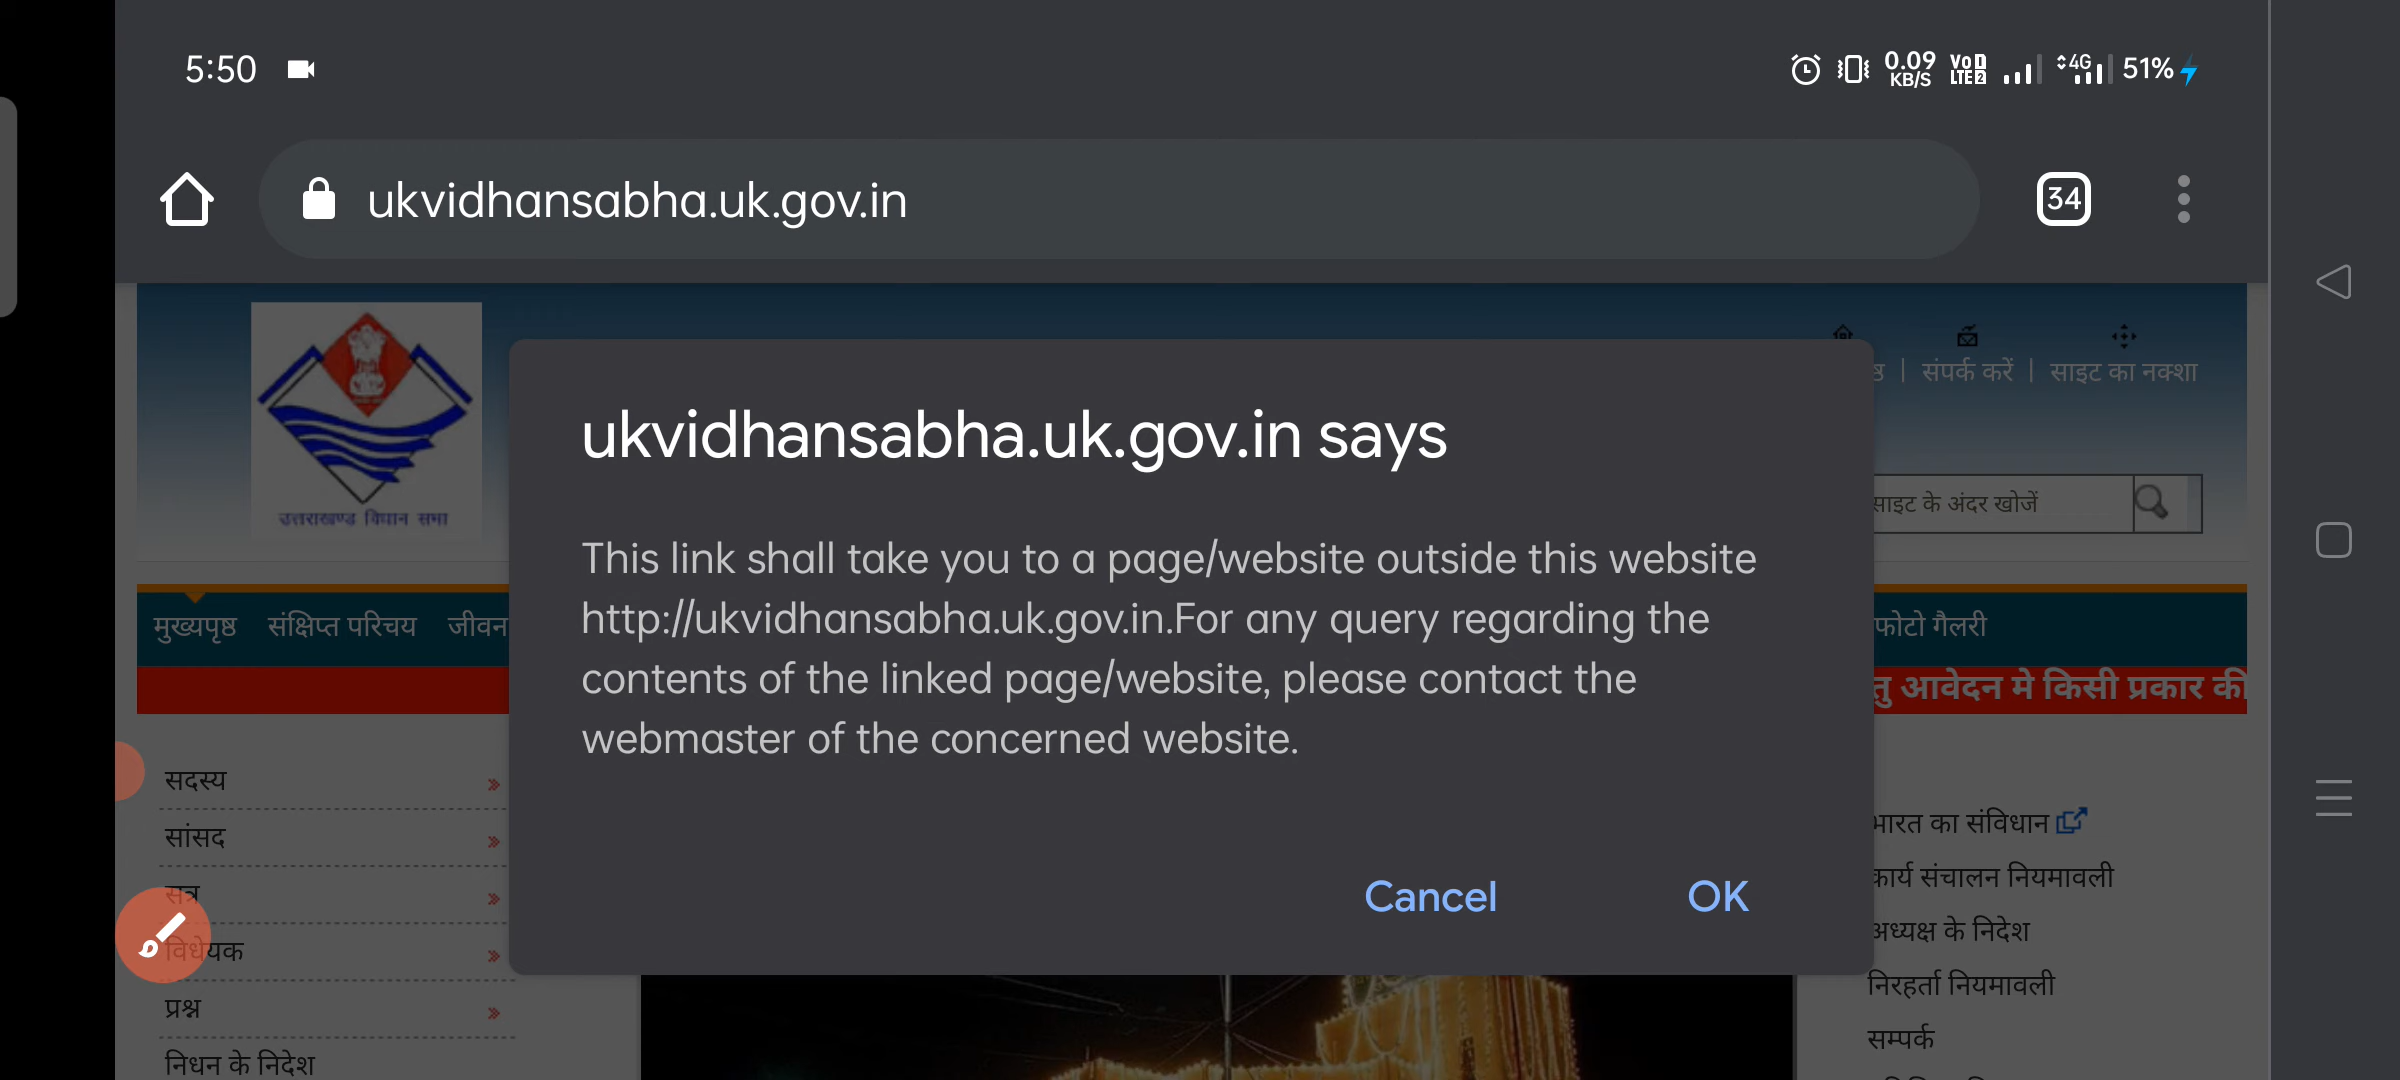 5:50
0.09 KB/S VoD LTE2 4G 51%
ukvidhansabha.uk.gov.in
34
संपर्क करें | साइट का नक्शा
उत्तराखण्ड विधान सभा
साइट के अंदर खोजें
ukvidhansabha.uk.gov.in says
This link shall take you to a page/website outside this website
http://ukvidhansabha.uk.gov.in.For any query regarding the
contents of the linked page/website, please contact the
webmaster of the concerned website.
Cancel OK
मुख्यपृष्ठ संक्षिप्त परिचय जीवन
फोटो गैलरी
तु आवेदन मे किसी प्रकार की
सदस्य
सांसद
सत्र
विधेयक
प्रश्न
निधन के निदेश
भारत का संविधान
कार्य संचालन नियमावली
अध्यक्ष के निदेश
निरहर्ता नियमावली
सम्पर्क